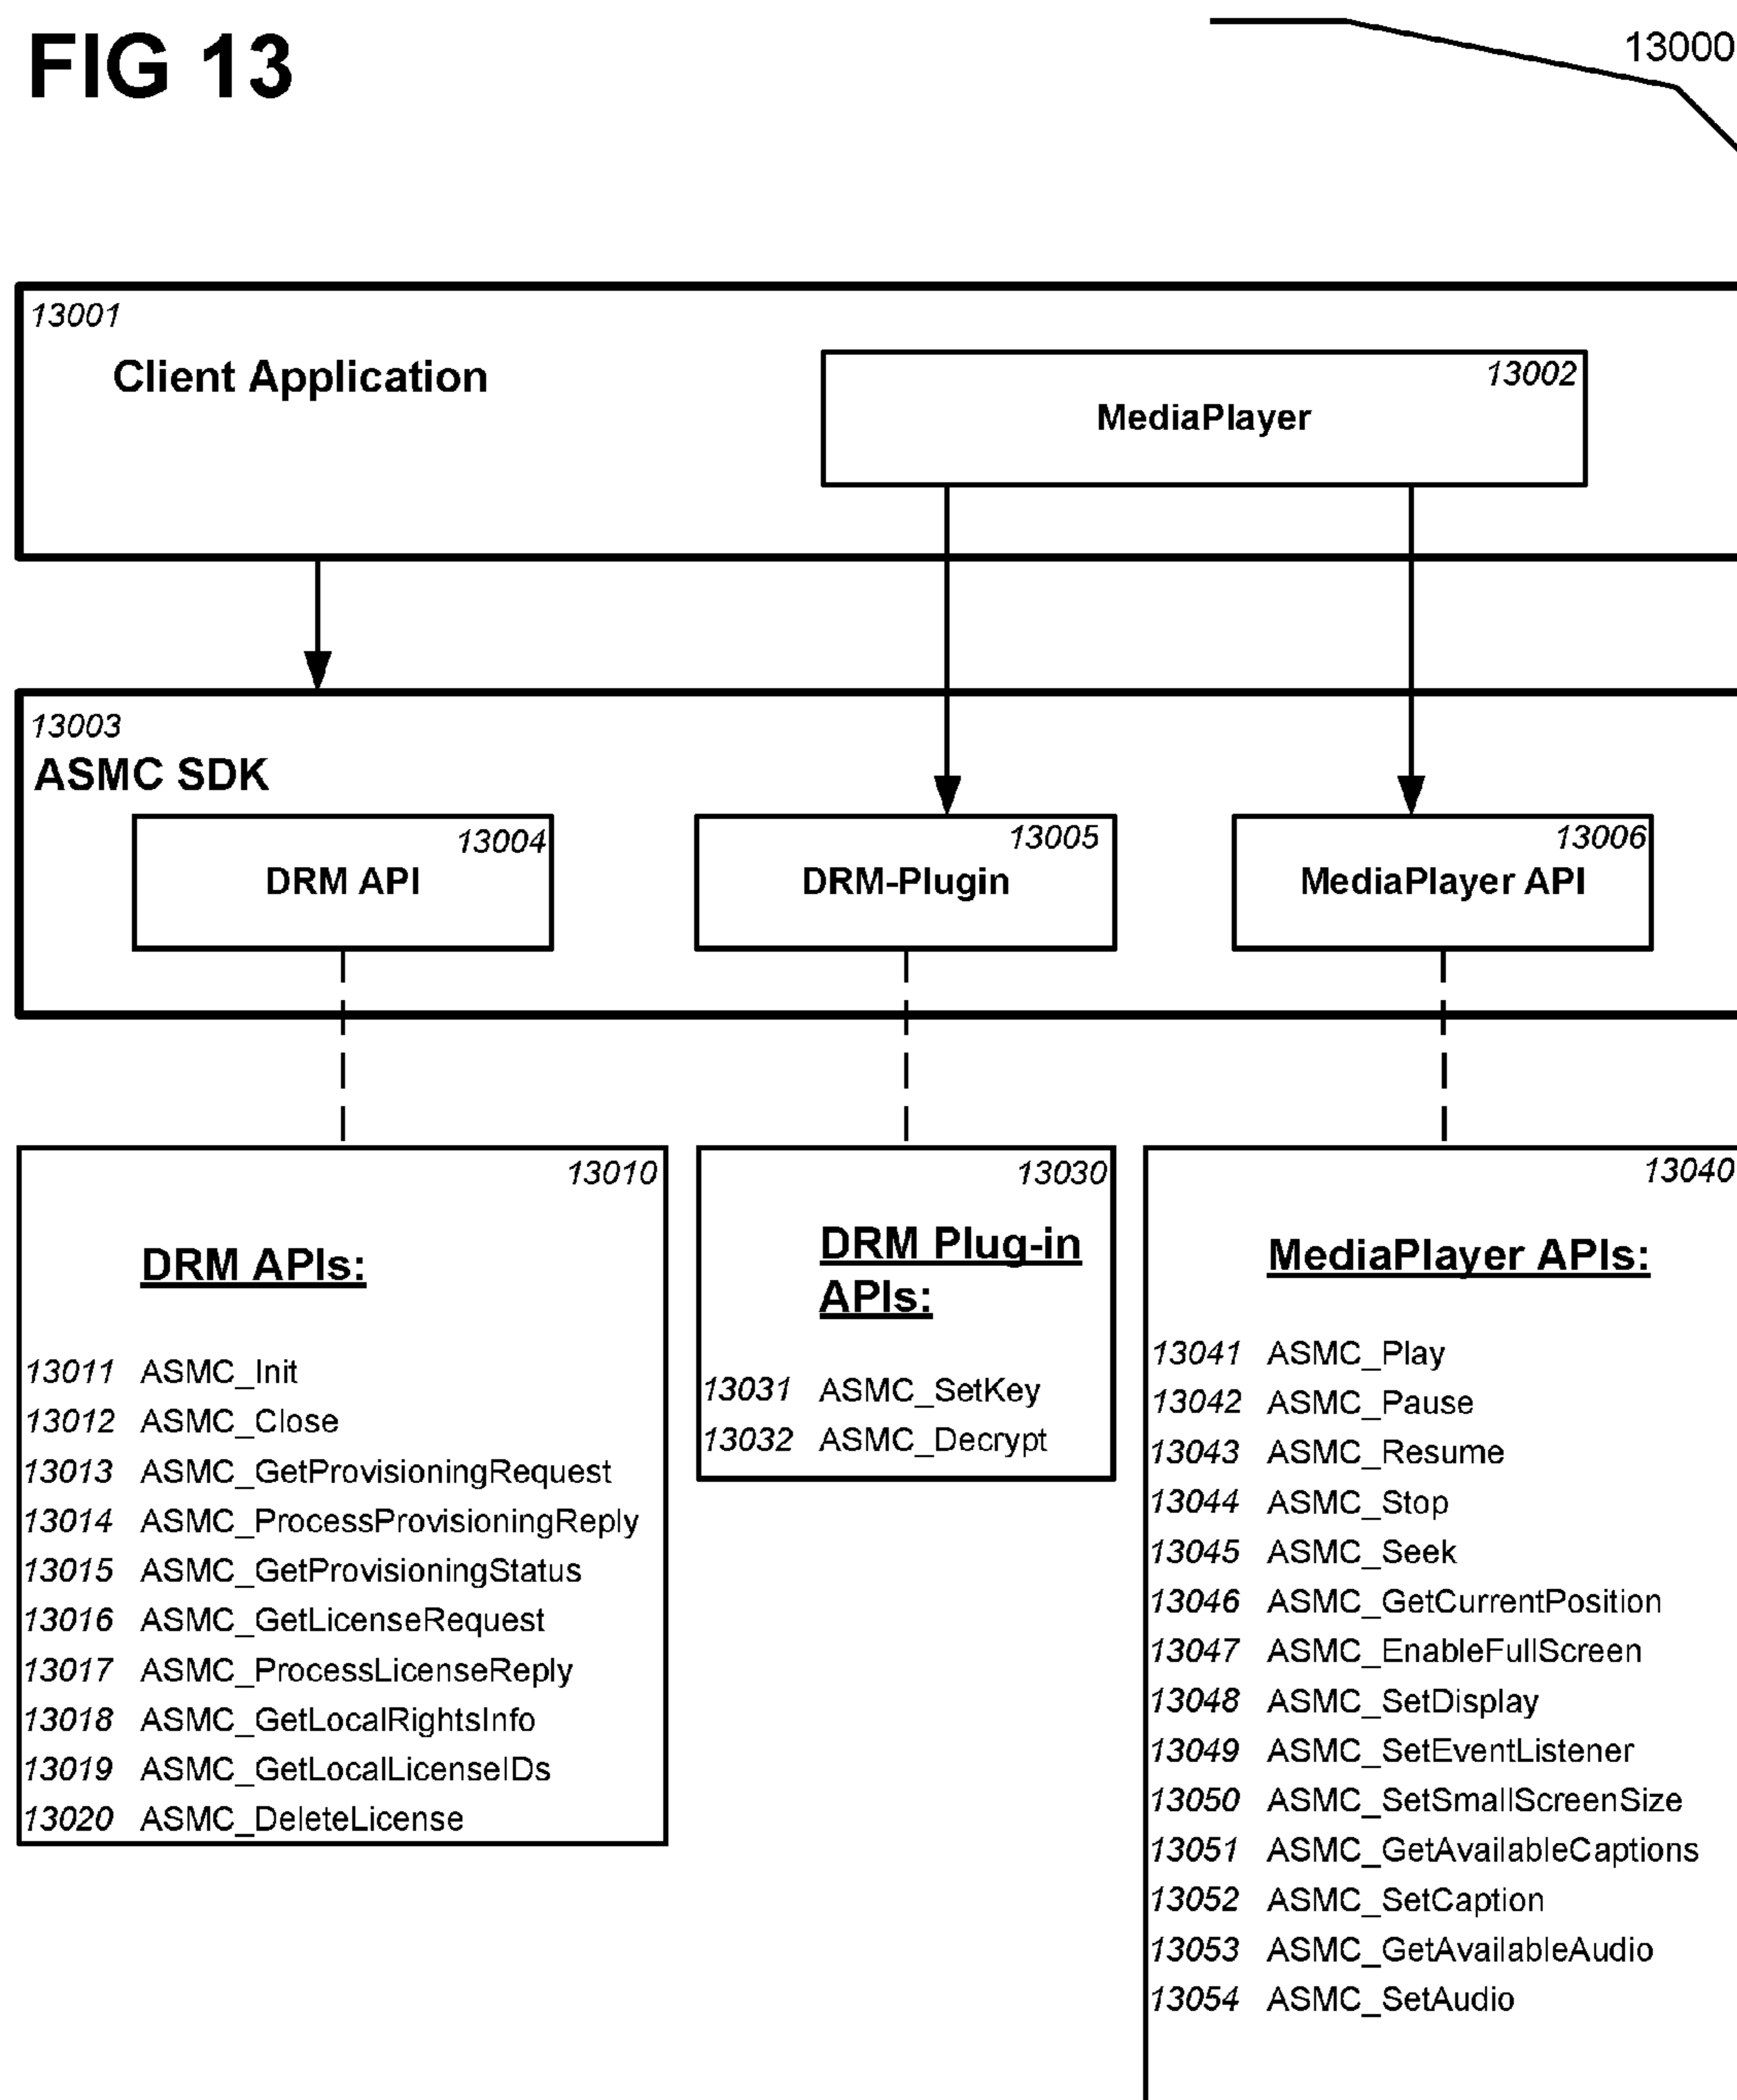 FIG 13
13000
13001
Client Application
13002
MediaPlayer
13003
ASMC SDK
13004
DRM API
13005
DRM-Plugin
13006
MediaPlayer API
13010
DRM APIs:
13011 ASMC_Init
13012 ASMC_Close
13013 ASMC_GetProvisioningRequest
13014 ASMC_ProcessProvisioningReply
13015 ASMC_GetProvisioningStatus
13016 ASMC_GetLicenseRequest
13017 ASMC_ProcessLicenseReply
13018 ASMC_GetLocalRightsInfo
13019 ASMC_GetLocalLicenseIDs
13020 ASMC_DeleteLicense
13030
DRM Plug-in
APIs:
13031 ASMC_SetKey
13032 ASMC_Decrypt
13040
MediaPlayer APIs:
13041 ASMC_Play
13042 ASMC_Pause
13043 ASMC_Resume
13044 ASMC_Stop
13045 ASMC_Seek
13046 ASMC_GetCurrentPosition
13047 ASMC_EnableFullScreen
13048 ASMC_SetDisplay
13049 ASMC_SetEventListener
13050 ASMC_SetSmallScreenSize
13051 ASMC_GetAvailableCaptions
13052 ASMC_SetCaption
13053 ASMC_GetAvailableAudio
13054 ASMC_SetAudio